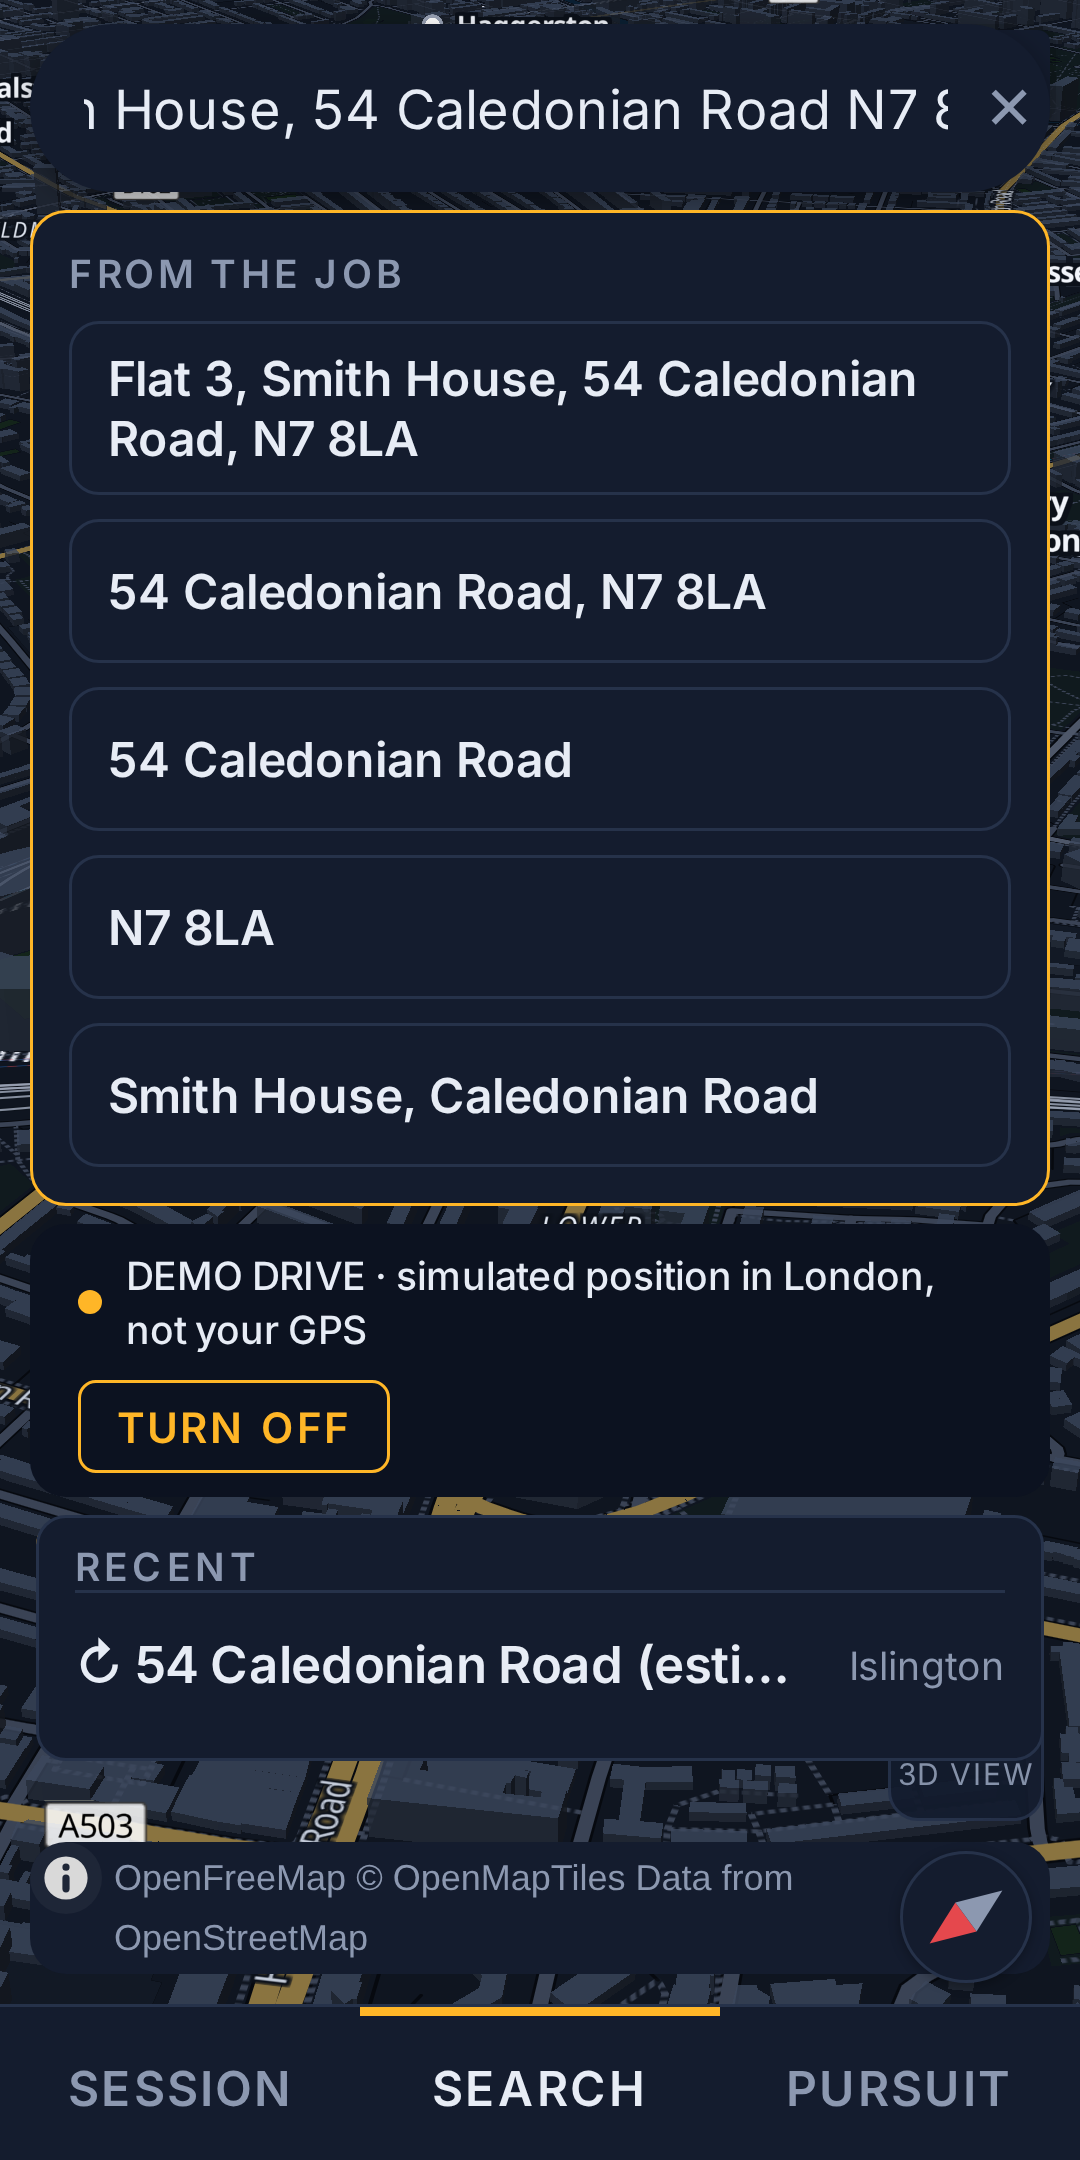 Haggerston
House, 54 Caledonian Road N7
FROM THE JOB
Flat 3, Smith House, 54 Caledonian
Road, N7 8LA
54 Caledonian Road, N7 8LA
54 Caledonian Road
N7 8LA
Smith House, Caledonian Road
LOWER
DEMO DRIVE · simulated position in London,
not your GPS
TURN OFF
RECENT
54 Caledonian Road (esti... Islington
3D VIEW
A503
Road
OpenFreeMap © OpenMapTiles Data from
OpenStreetMap
SESSION SEARCH PURSUIT